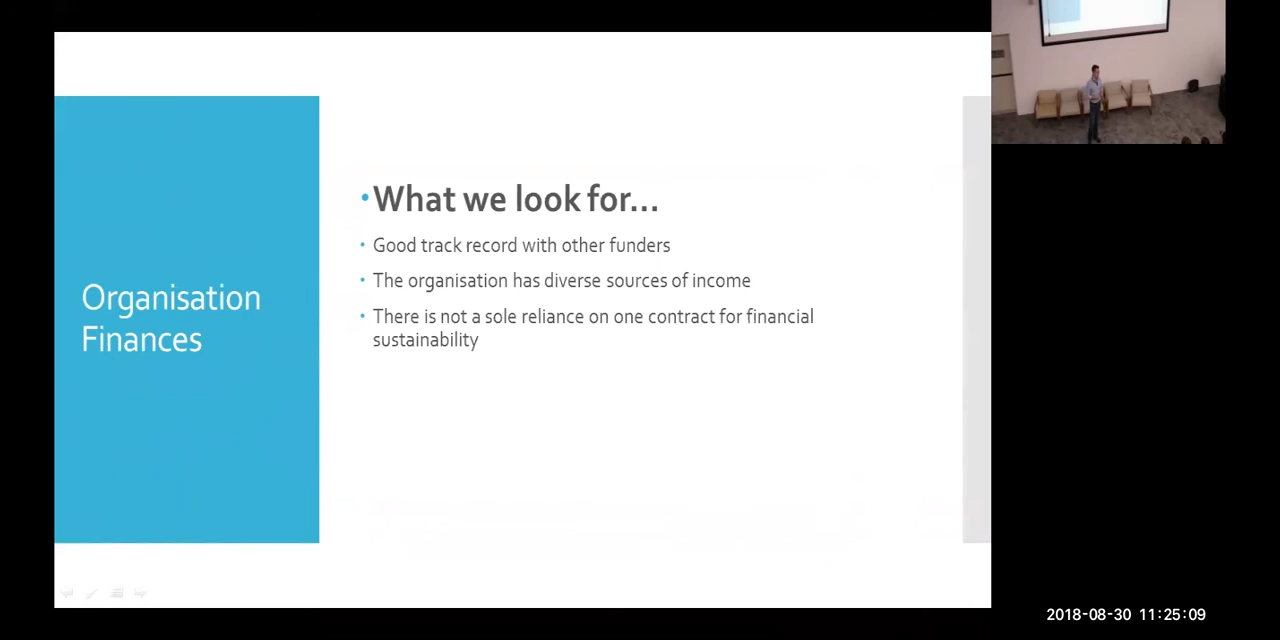 Organisation
Finances
• What we look for...
• Good track record with other funders
• The organisation has diverse sources of income
• There is not a sole reliance on one contract for financial
sustainability
2018-08-30 11:25:09